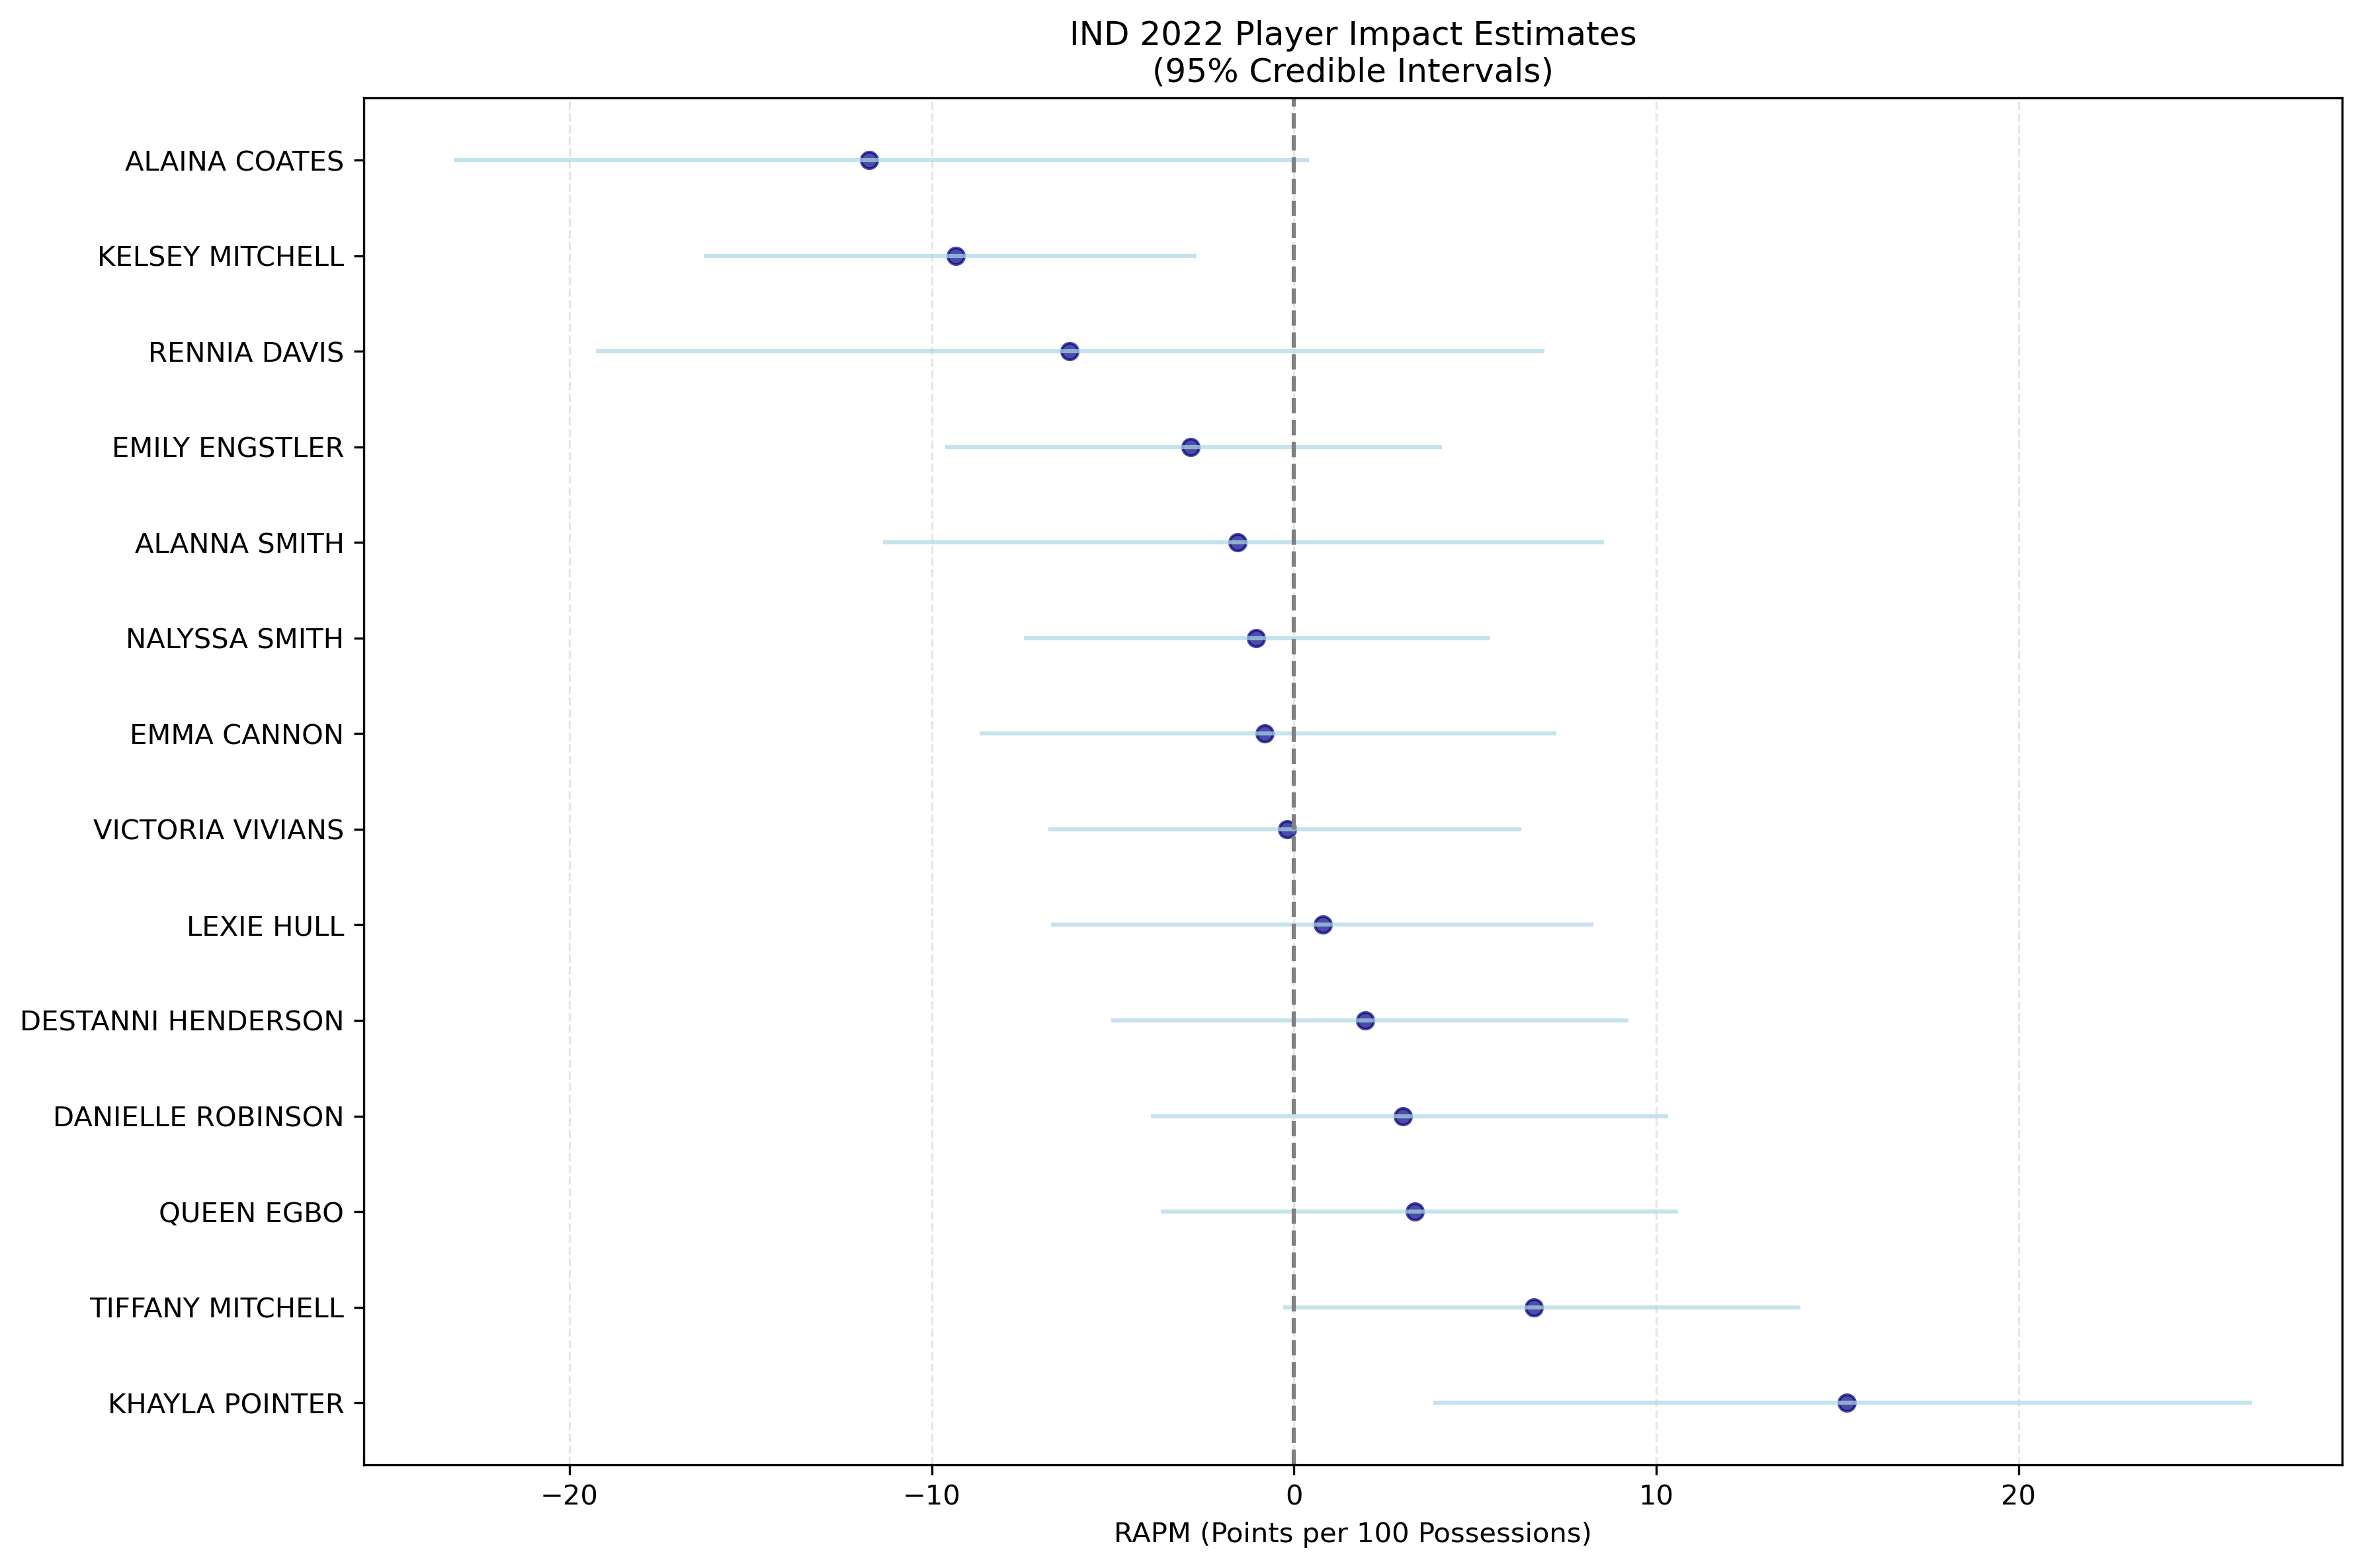 IND 2022 Player Impact Estimates
(95% Credible Intervals)
ALAINA COATES
KELSEY MITCHELL
RENNIA DAVIS
EMILY ENGSTLER
ALANNA SMITH
NALYSSA SMITH
EMMA CANNON
VICTORIA VIVIANS
LEXIE HULL
DESTANNI HENDERSON
DANIELLE ROBINSON
QUEEN EGBO
TIFFANY MITCHELL
KHAYLA POINTER
−20 −10 0 10 20
RAPM (Points per 100 Possessions)